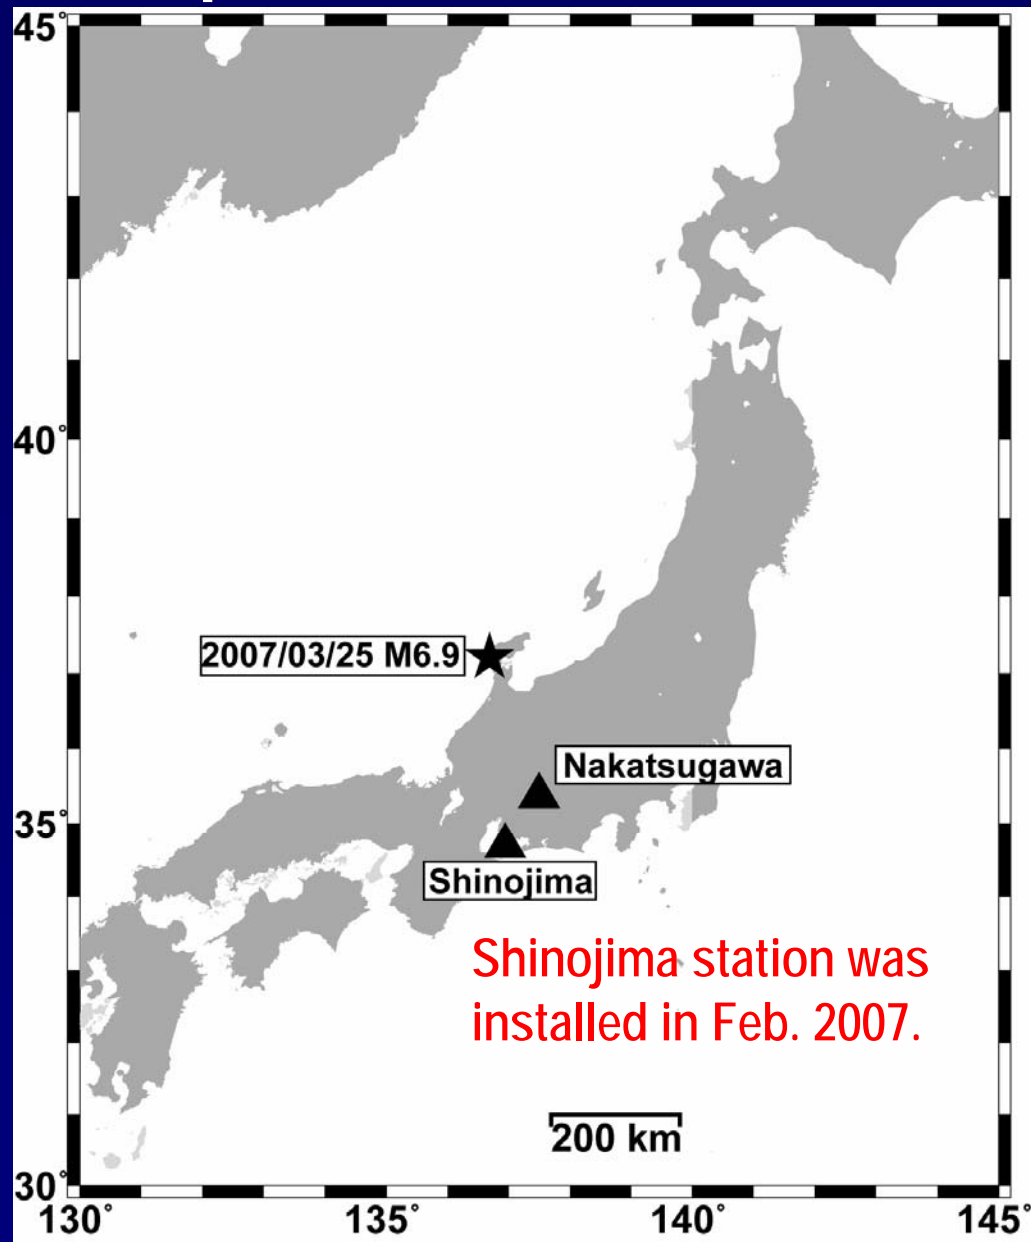 45°
40°
2007/03/25 M6.9
Nakatsugawa
35°
Shinojima
Shinojima station was
installed in Feb. 2007.
200 km
30°
130° 135° 140° 145°